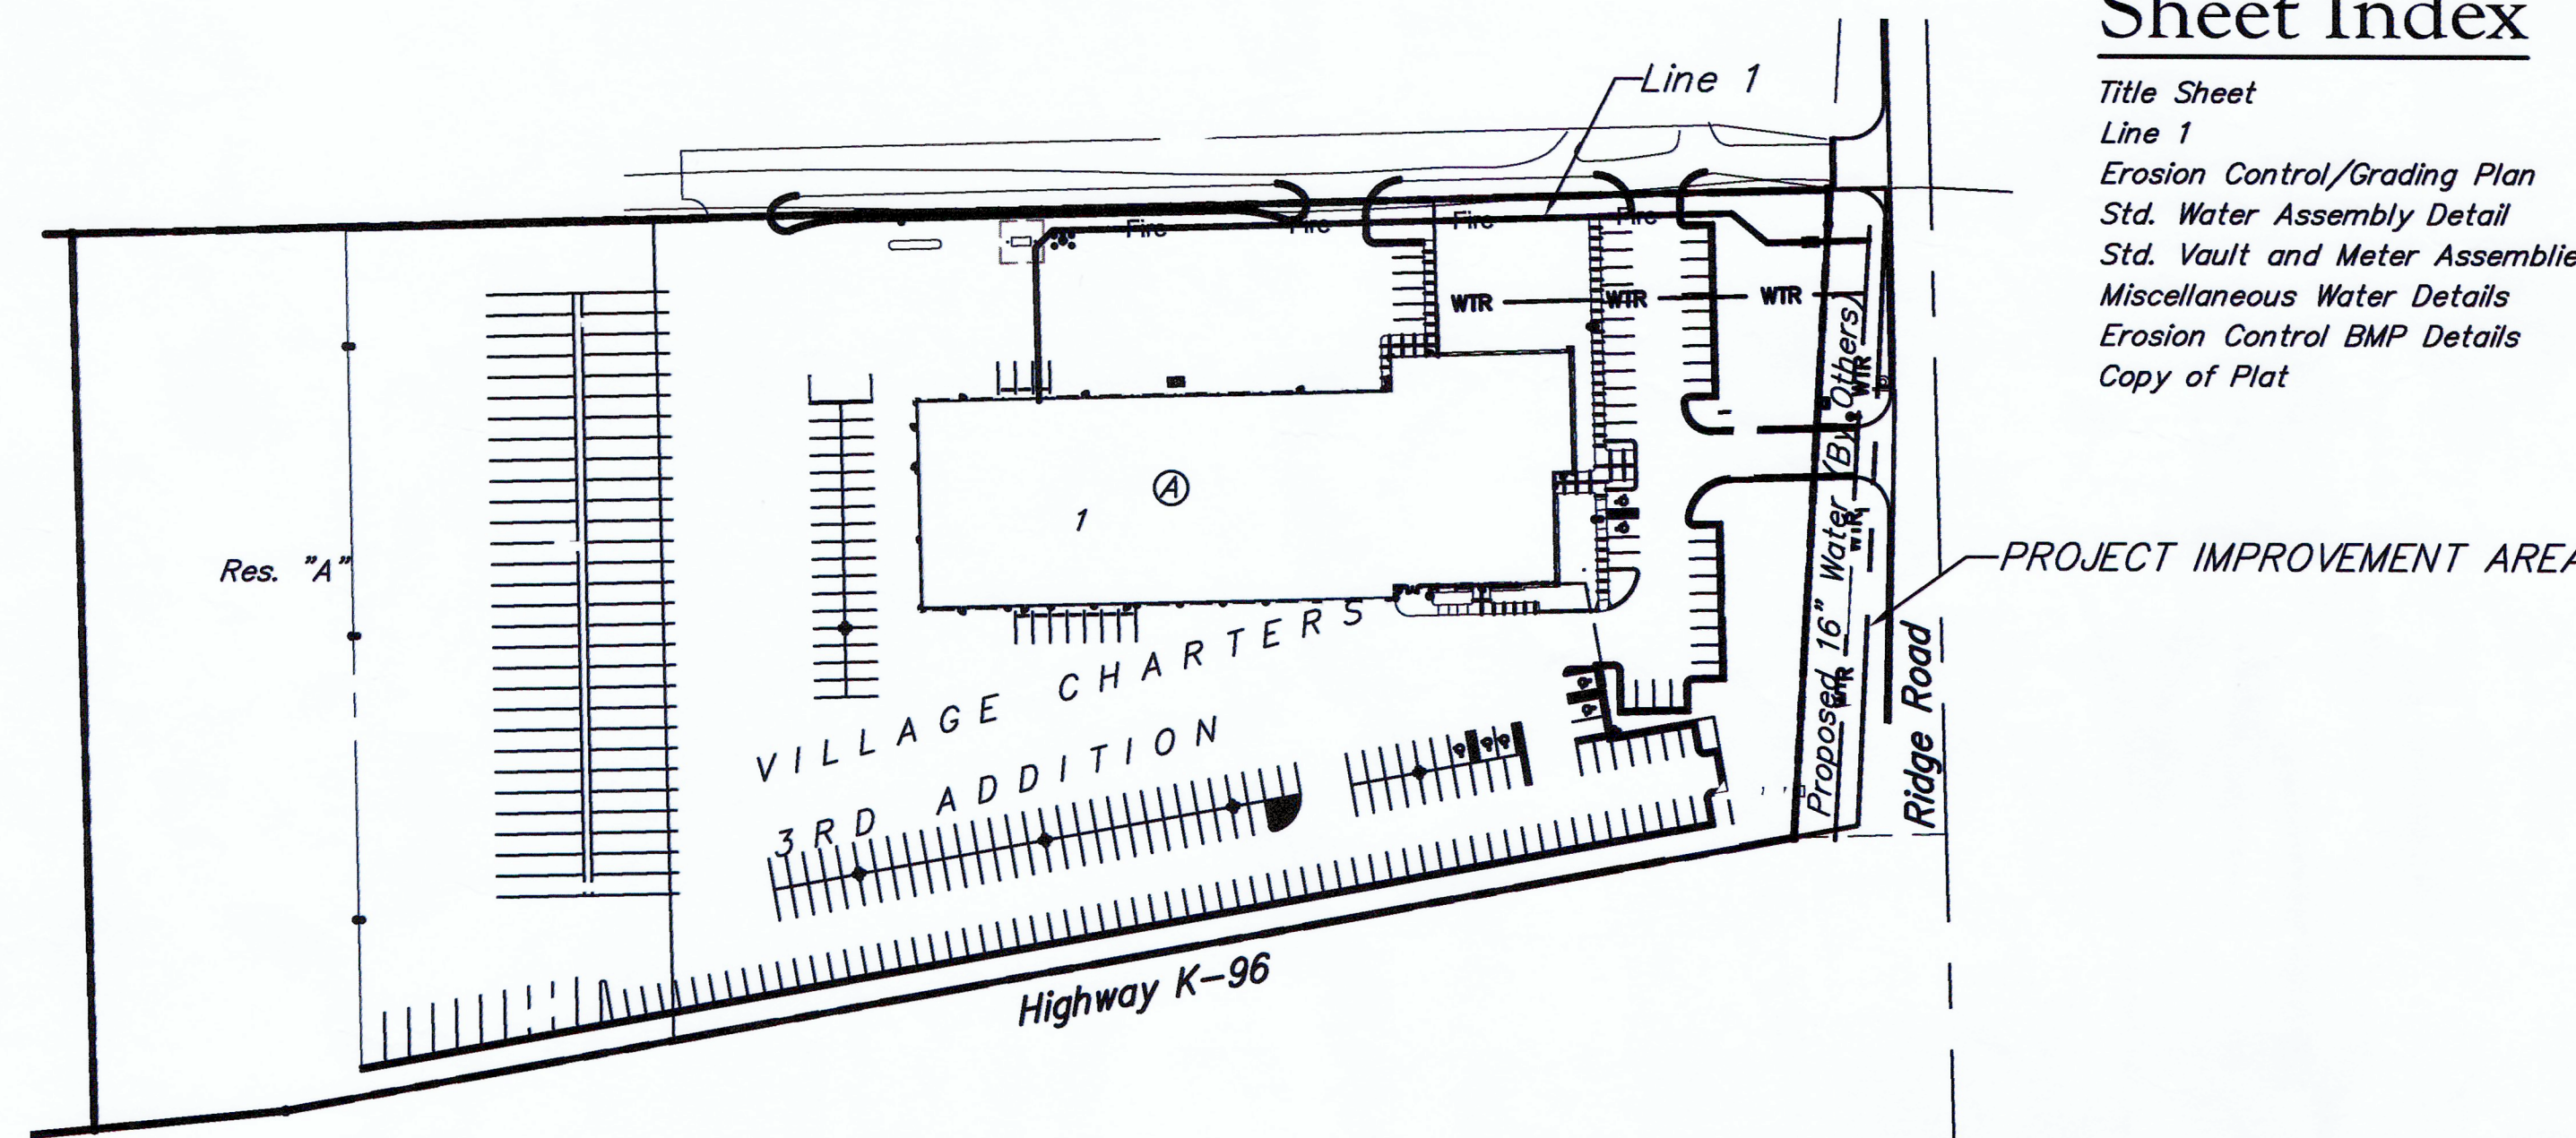 Sheet Index
Title Sheet
Line 1
Erosion Control/Grading Plan
Std. Water Assembly Detail
Std. Vault and Meter Assemblie
Miscellaneous Water Details
Erosion Control BMP Details
Copy of Plat
Line 1
Fire
Fire
Fire
Fire
WTR
WTR
WTR
WTR
WTR
WTR
Proposed 16" Water (By Others)
A
1
Res. "A"
PROJECT IMPROVEMENT AREA
Ridge Road
VILLAGE CHARTERS
3RD ADDITION
Highway K-96